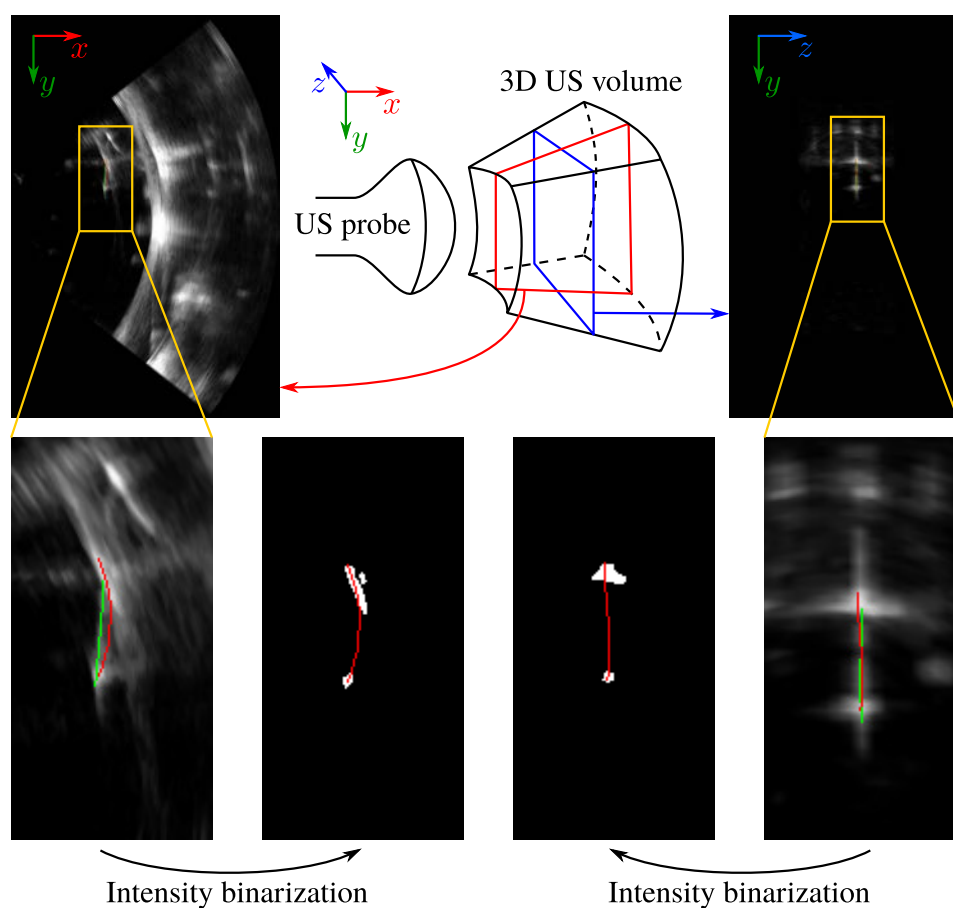 x
y
z
x
y
3D US volume
US probe
z
y
Intensity binarization
Intensity binarization